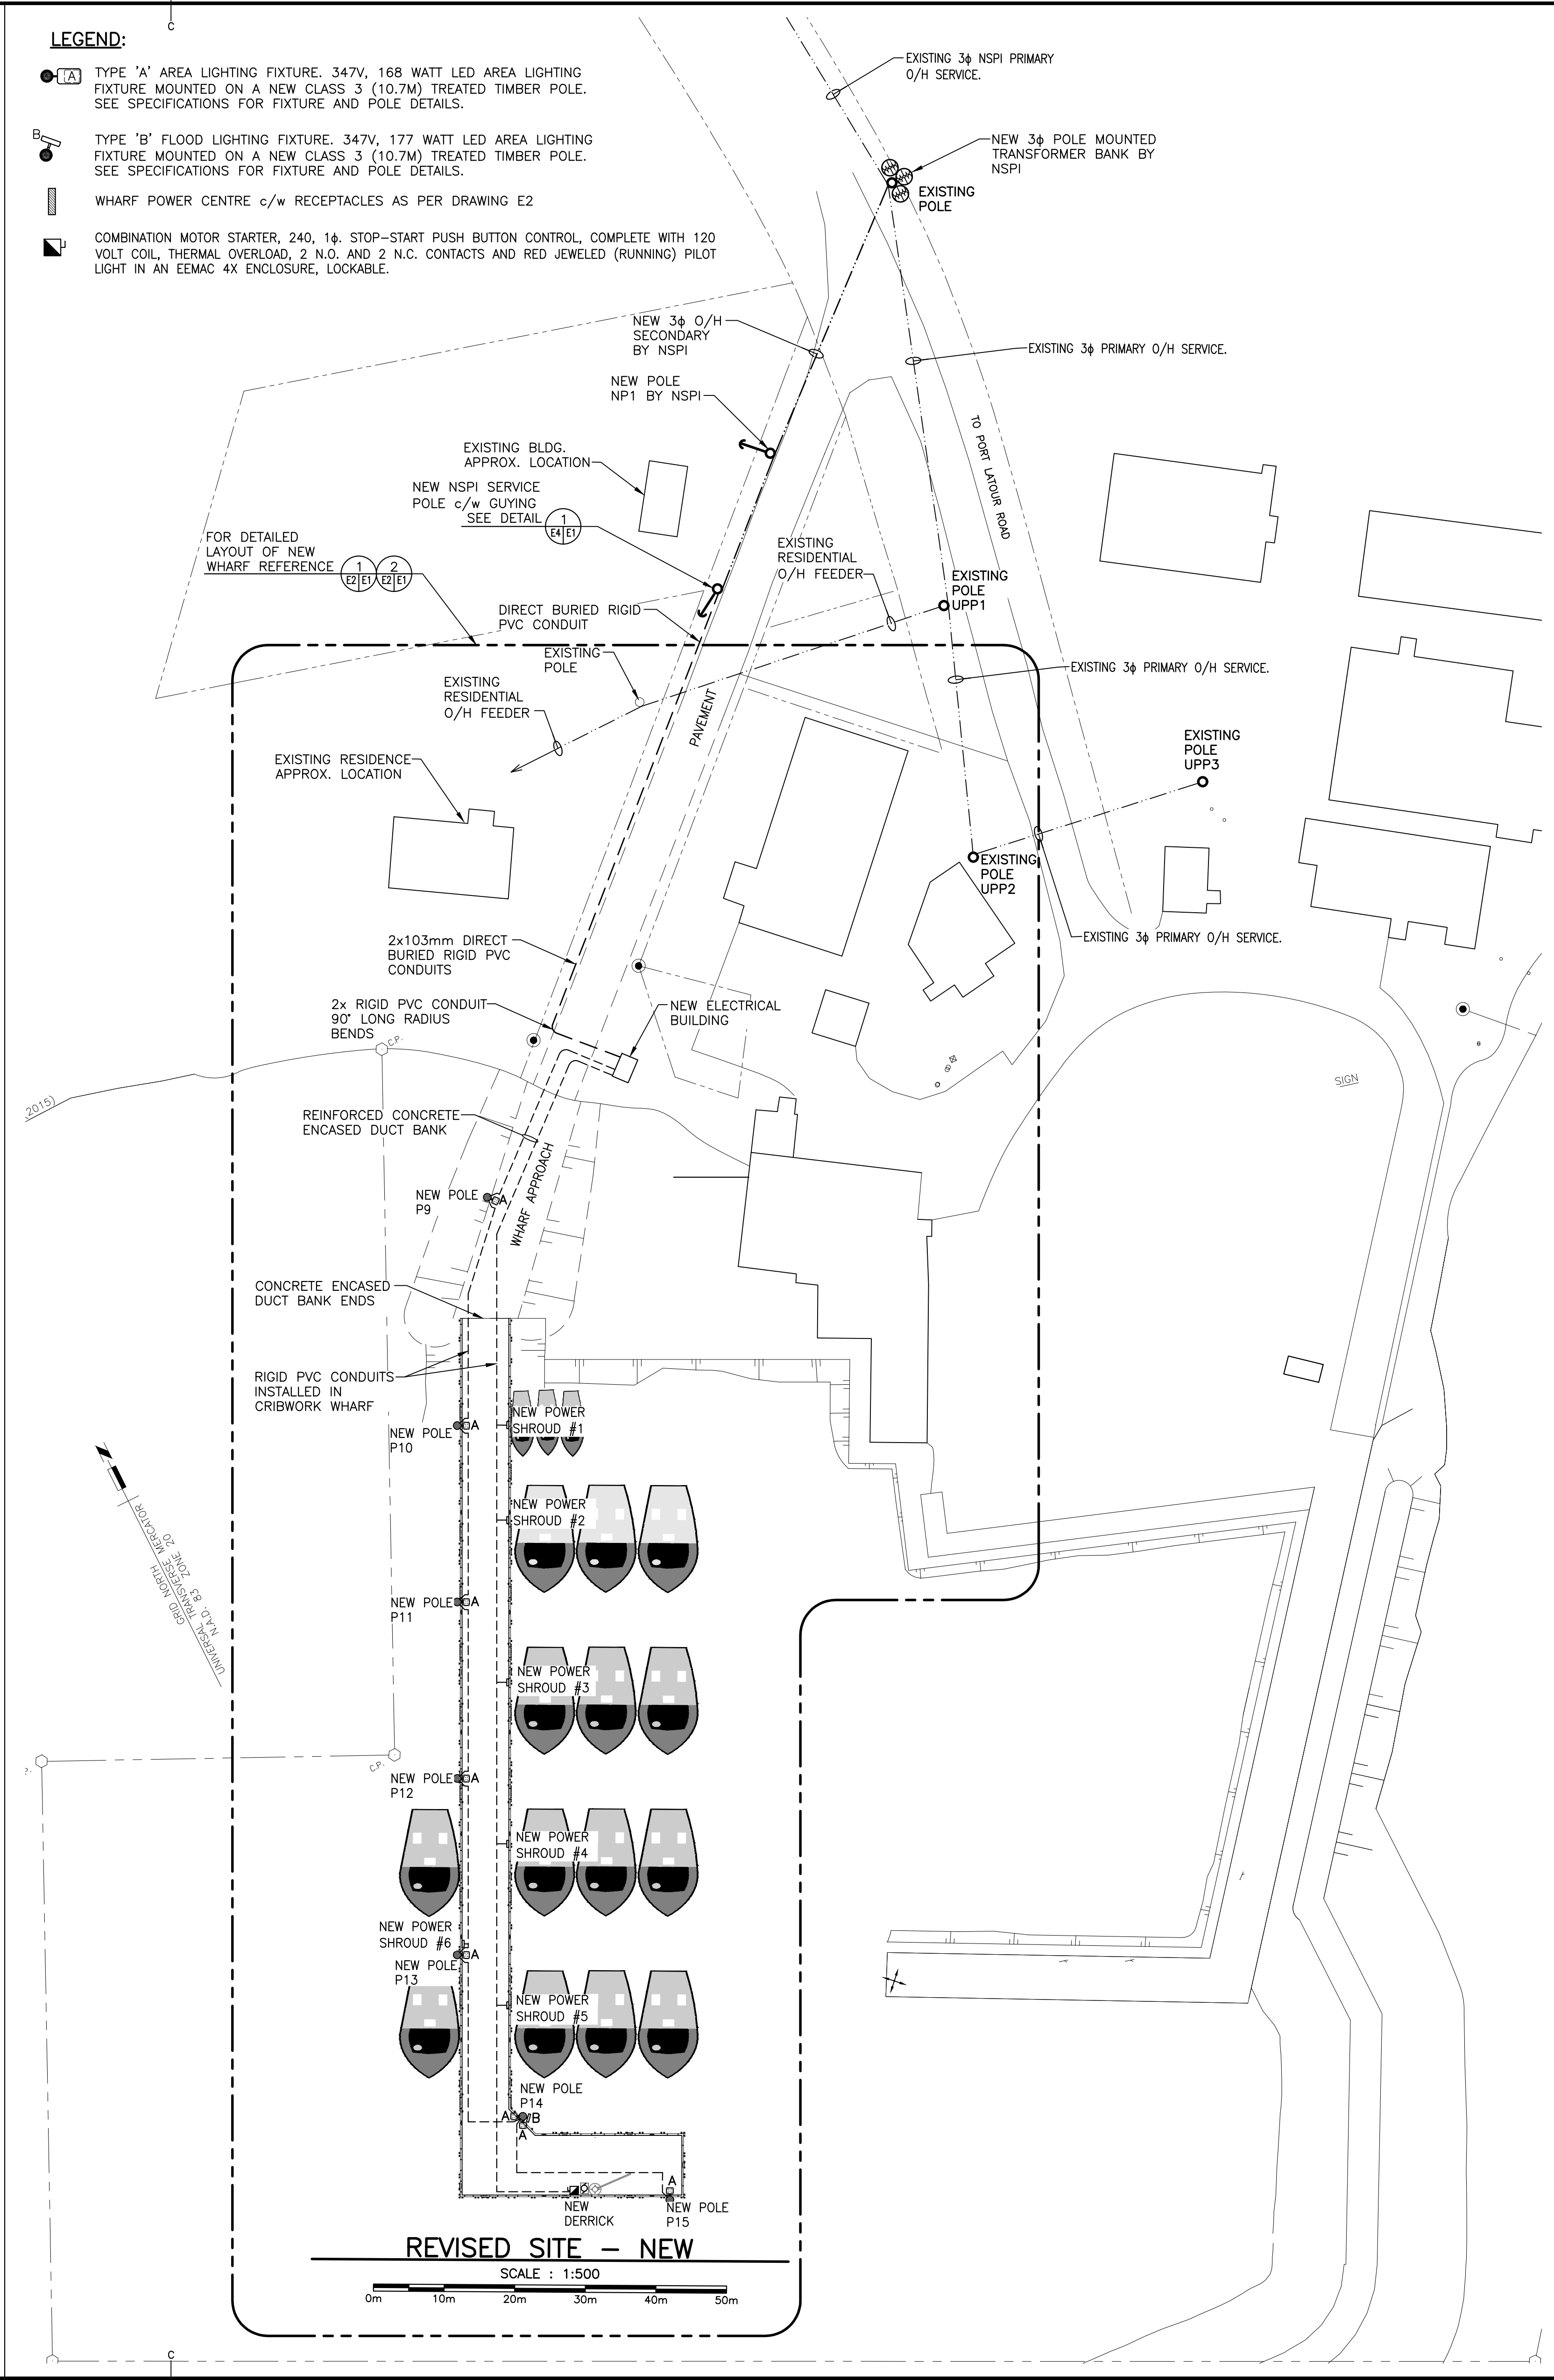 C
LEGEND:
A
TYPE 'A' AREA LIGHTING FIXTURE. 347V, 168 WATT LED AREA LIGHTING
FIXTURE MOUNTED ON A NEW CLASS 3 (10.7M) TREATED TIMBER POLE.
SEE SPECIFICATIONS FOR FIXTURE AND POLE DETAILS.
B
TYPE 'B' FLOOD LIGHTING FIXTURE. 347V, 177 WATT LED AREA LIGHTING
FIXTURE MOUNTED ON A NEW CLASS 3 (10.7M) TREATED TIMBER POLE.
SEE SPECIFICATIONS FOR FIXTURE AND POLE DETAILS.
WHARF POWER CENTRE c/w RECEPTACLES AS PER DRAWING E2
COMBINATION MOTOR STARTER, 240, 1ϕ. STOP-START PUSH BUTTON CONTROL, COMPLETE WITH 120
VOLT COIL, THERMAL OVERLOAD, 2 N.O. AND 2 N.C. CONTACTS AND RED JEWELED (RUNNING) PILOT
LIGHT IN AN EEMAC 4X ENCLOSURE, LOCKABLE.
EXISTING 3ϕ NSPI PRIMARY
O/H SERVICE.
NEW 3ϕ POLE MOUNTED
TRANSFORMER BANK BY
NSPI
EXISTING
POLE
NEW 3ϕ O/H
SECONDARY
BY NSPI
EXISTING 3ϕ PRIMARY O/H SERVICE.
NEW POLE
NP1 BY NSPI
TO PORT LATOUR ROAD
EXISTING BLDG.
APPROX. LOCATION
NEW NSPI SERVICE
POLE c/w GUYING
SEE DETAIL
1
E4 E1
FOR DETAILED
LAYOUT OF NEW
WHARF REFERENCE
1
E2 E1
2
E2 E1
EXISTING
RESIDENTIAL
O/H FEEDER
EXISTING
POLE
UPP1
DIRECT BURIED RIGID
PVC CONDUIT
EXISTING
POLE
EXISTING 3ϕ PRIMARY O/H SERVICE.
EXISTING
RESIDENTIAL
O/H FEEDER
PAVEMENT
EXISTING
POLE
UPP3
EXISTING RESIDENCE
APPROX. LOCATION
EXISTING
POLE
UPP2
2x103mm DIRECT
BURIED RIGID PVC
CONDUITS
EXISTING 3ϕ PRIMARY O/H SERVICE.
2x RIGID PVC CONDUIT
90° LONG RADIUS
BENDS
NEW ELECTRICAL
BUILDING
C.P.
SIGN
2015)
REINFORCED CONCRETE
ENCASED DUCT BANK
WHARF APPROACH
NEW POLE
P9
A
CONCRETE ENCASED
DUCT BANK ENDS
RIGID PVC CONDUITS
INSTALLED IN
CRIBWORK WHARF
NEW POWER
SHROUD #1
NEW POLE
P10
A
NEW POWER
SHROUD #2
GRID NORTH
UNIVERSAL TRANSVERSE MERCATOR
N.A.D. 83 ZONE 20
NEW POLE
P11
A
NEW POWER
SHROUD #3
C.P.
NEW POLE
P12
A
NEW POWER
SHROUD #4
NEW POWER
SHROUD #6
A
NEW POLE
P13
NEW POWER
SHROUD #5
NEW POLE
P14
A
B
A
A
NEW
DERRICK
NEW POLE
P15
REVISED SITE - NEW
SCALE : 1:500
0m 10m 20m 30m 40m 50m
C